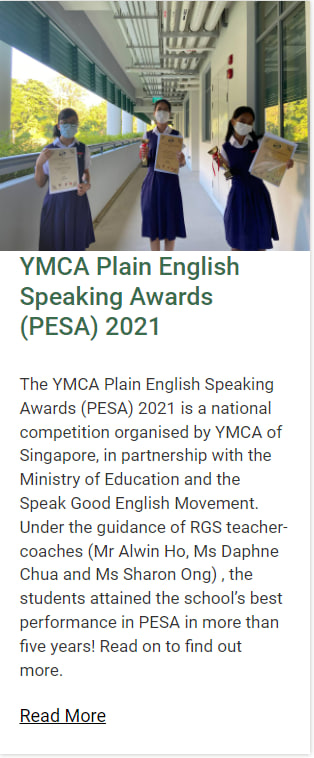 YMCA Plain English
Speaking Awards
(PESA) 2021
The YMCA Plain English Speaking
Awards (PESA) 2021 is a national
competition organised by YMCA of
Singapore, in partnership with the
Ministry of Education and the
Speak Good English Movement.
Under the guidance of RGS teacher-
coaches (Mr Alwin Ho, Ms Daphne
Chua and Ms Sharon Ong) , the
students attained the school’s best
performance in PESA in more than
five years! Read on to find out
more.
Read More